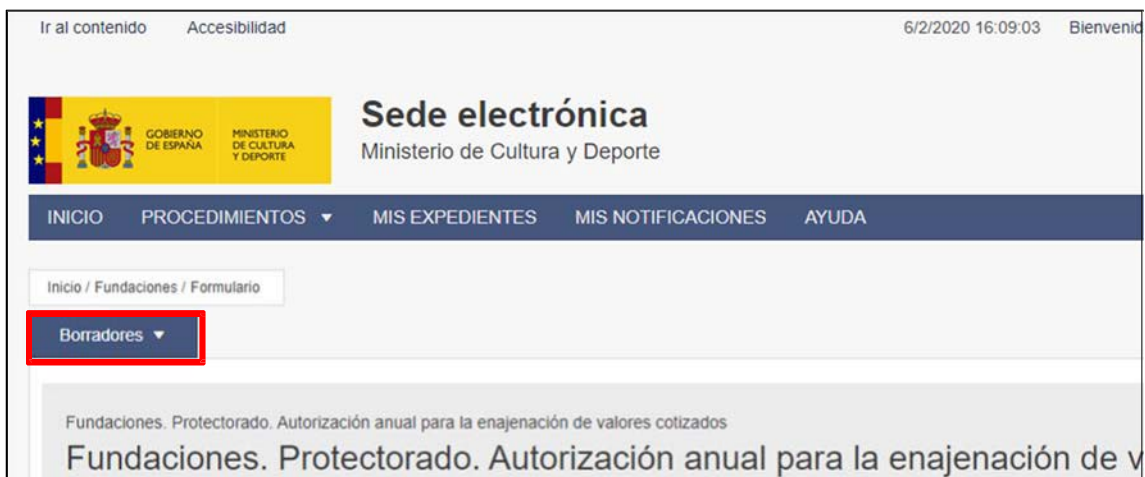 Ir al contenido Accesibilidad 6/2/2020 16:09:03 Bienvenid
GOBIERNO DE ESPAÑA
MINISTERIO DE CULTURA Y DEPORTE
Sede electrónica
Ministerio de Cultura y Deporte
INICIO PROCEDIMIENTOS ▼ MIS EXPEDIENTES MIS NOTIFICACIONES AYUDA
Inicio / Fundaciones / Formulario
Borradores ▼
Fundaciones. Protectorado. Autorización anual para la enajenación de valores cotizados
Fundaciones. Protectorado. Autorización anual para la enajenación de v